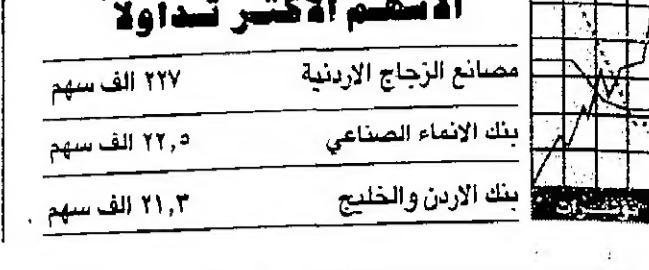 الاسهم الاكثر تداولا
مصانع الزجاج الاردنية ٢٢٧ الف سهم
بنك الانماء الصناعي ٢٢,٥ الف سهم
بنك الاردن والخليج ٢١,٣ الف سهم